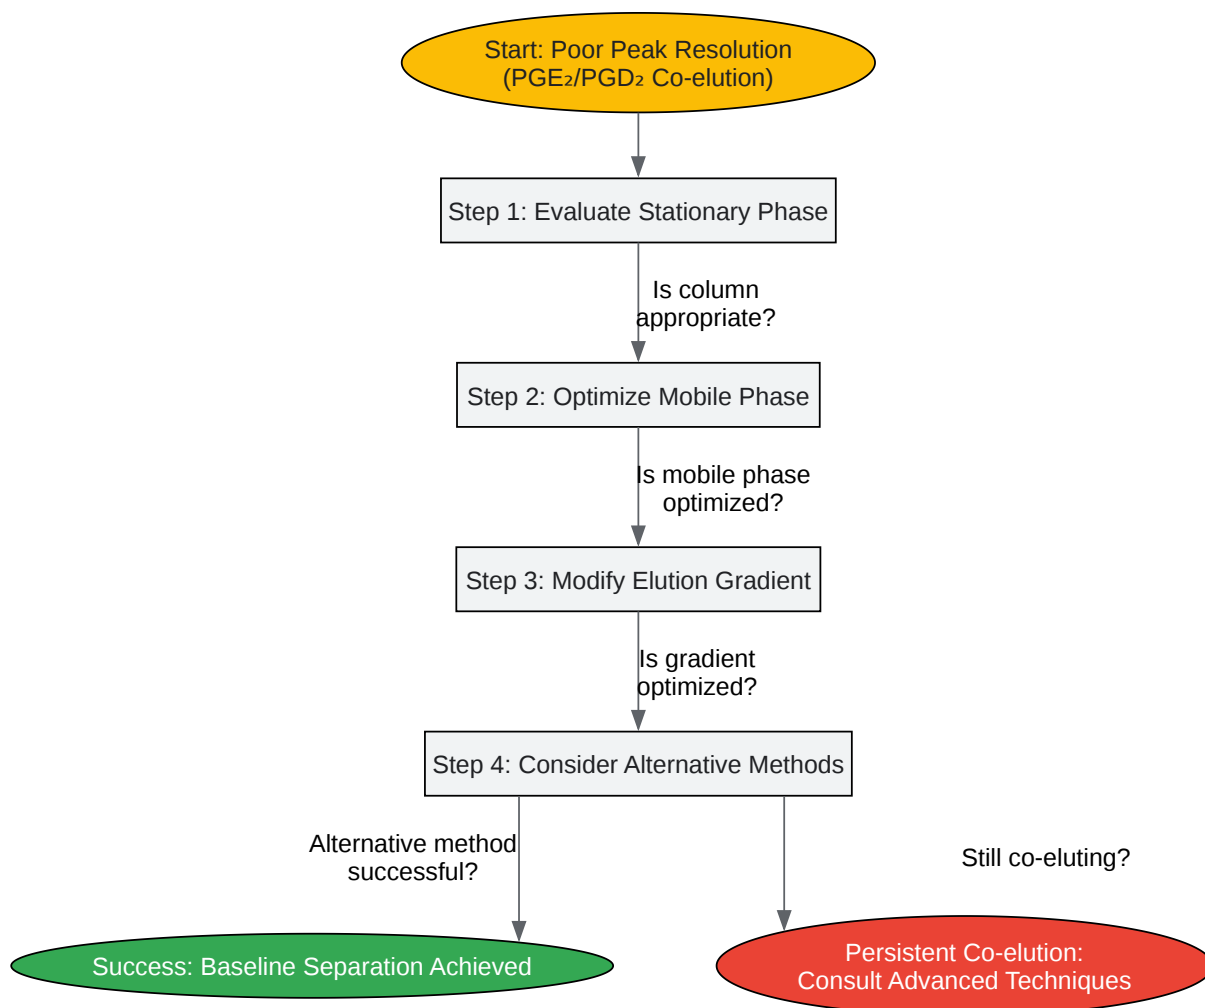 Start: Poor Peak Resolution
(PGE₂/PGD₂ Co-elution)
Step 1: Evaluate Stationary Phase
Is column
appropriate?
Step 2: Optimize Mobile Phase
Is mobile phase
optimized?
Step 3: Modify Elution Gradient
Is gradient
optimized?
Step 4: Consider Alternative Methods
Alternative method
successful?
Still co-eluting?
Success: Baseline Separation Achieved
Persistent Co-elution:
Consult Advanced Techniques